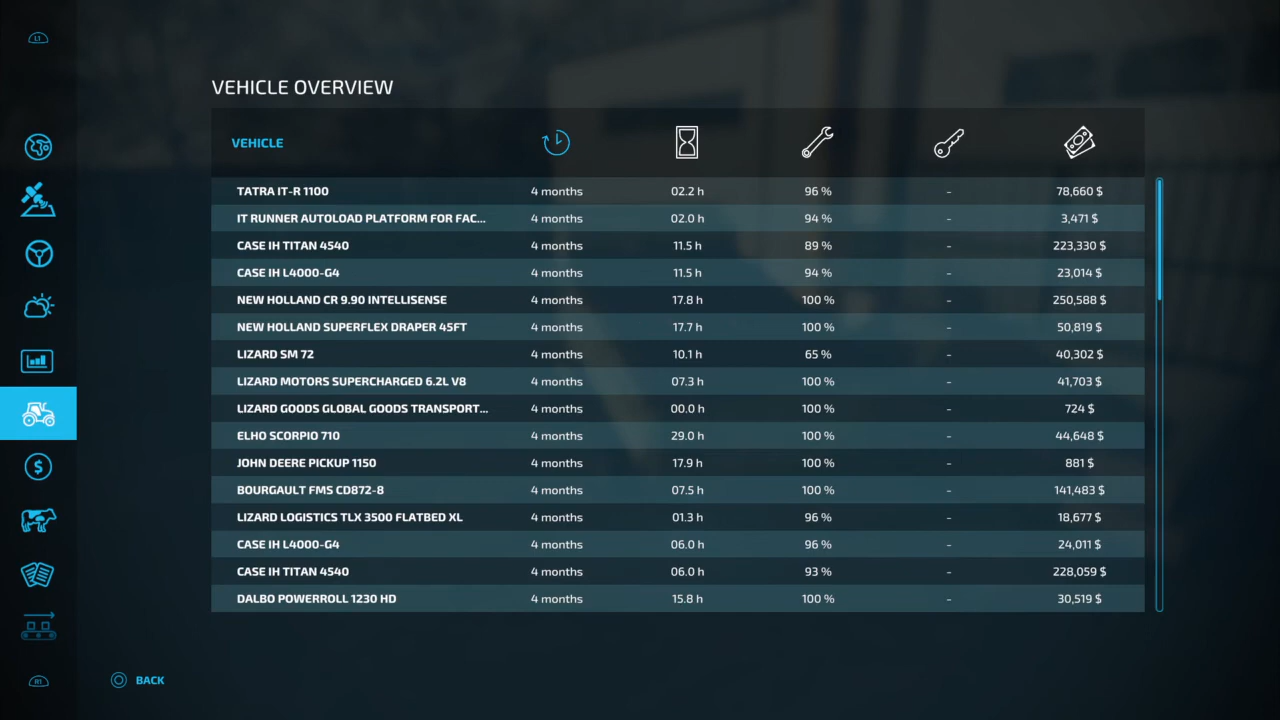 L1
VEHICLE OVERVIEW
VEHICLE
TATRA IT-R 1100 4 months 02.2 h 96 % - 78,660 $
IT RUNNER AUTOLOAD PLATFORM FOR FAC... 4 months 02.0 h 94 % - 3,471 $
CASE IH TITAN 4540 4 months 11.5 h 89 % - 223,330 $
CASE IH L4000-G4 4 months 11.5 h 94 % - 23,014 $
NEW HOLLAND CR 9.90 INTELLISENSE 4 months 17.8 h 100 % - 250,588 $
NEW HOLLAND SUPERFLEX DRAPER 45FT 4 months 17.7 h 100 % - 50,819 $
LIZARD SM 72 4 months 10.1 h 65 % - 40,302 $
LIZARD MOTORS SUPERCHARGED 6.2L V8 4 months 07.3 h 100 % - 41,703 $
LIZARD GOODS GLOBAL GOODS TRANSPORT... 4 months 00.0 h 100 % - 724 $
ELHO SCORPIO 710 4 months 29.0 h 100 % - 44,648 $
JOHN DEERE PICKUP 1150 4 months 17.9 h 100 % - 881 $
BOURGAULT FMS CD872-8 4 months 07.5 h 100 % - 141,483 $
LIZARD LOGISTICS TLX 3500 FLATBED XL 4 months 01.3 h 96 % - 18,677 $
CASE IH L4000-G4 4 months 06.0 h 96 % - 24,011 $
CASE IH TITAN 4540 4 months 06.0 h 93 % - 228,059 $
DALBO POWERROLL 1230 HD 4 months 15.8 h 100 % - 30,519 $
R1
BACK